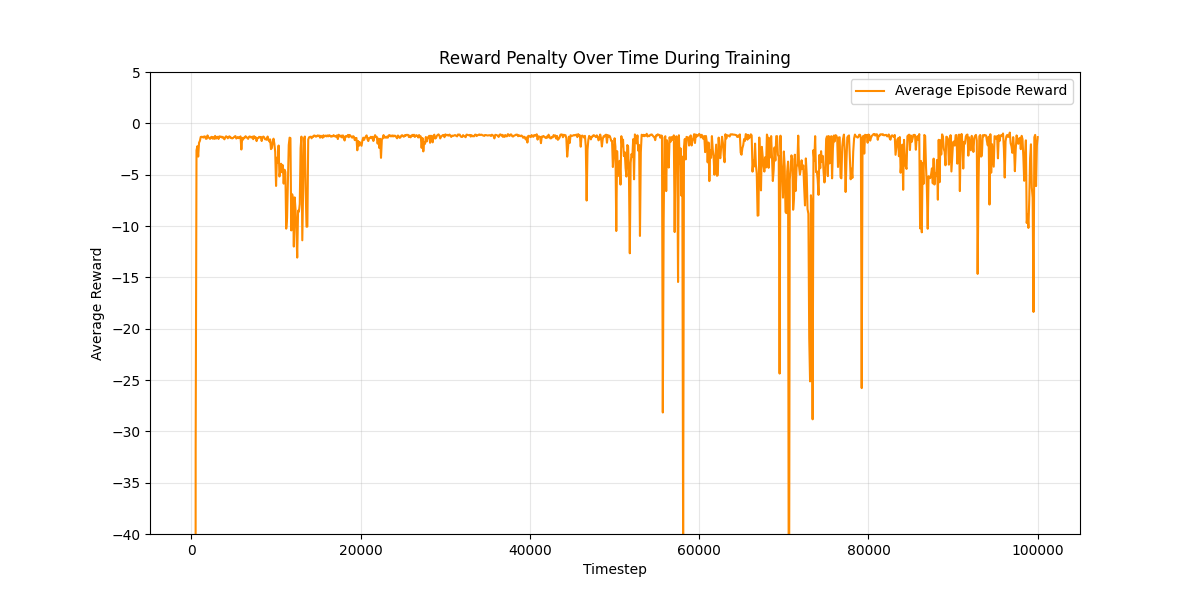 Reward Penalty Over Time During Training
Average Episode Reward
Average Reward
5
0
−5
−10
−15
−20
−25
−30
−35
−40
0 20000 40000 60000 80000 100000
Timestep